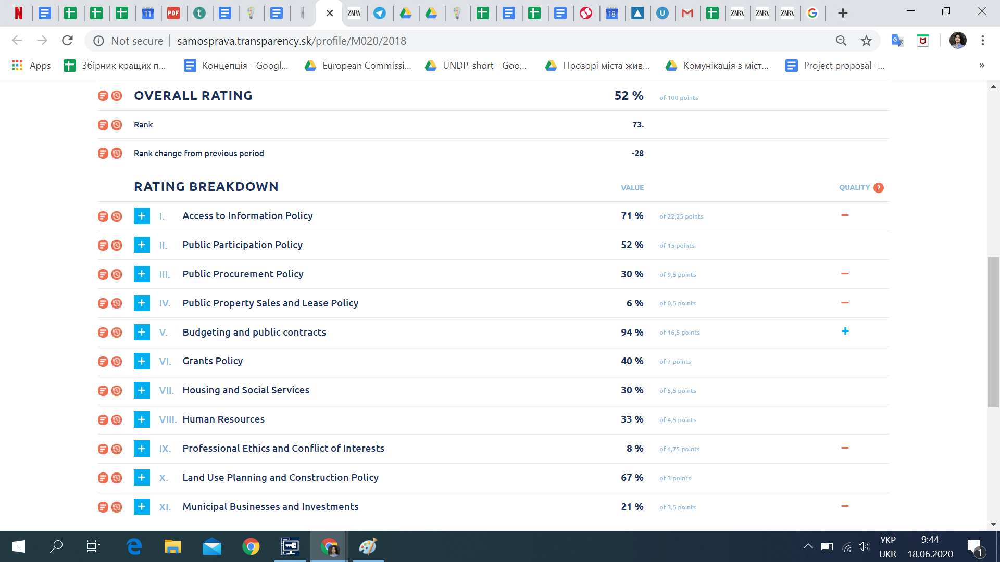 N 11 PDF t ZARA 18 U ZARA ZARA ZARA G
Not secure samosprava.transparency.sk/profile/M020/2018
Apps Збірник кращих п... Концепція - Googl... European Commissi... UNDP_short - Goo... Прозорі міста жив... Комунікація з міст... Project proposal -... »
OVERALL RATING 52 % of 100 points
Rank 73.
Rank change from previous period -28
RATING BREAKDOWN VALUE QUALITY ?
+ I. Access to Information Policy 71 % of 22,25 points −
+ II. Public Participation Policy 52 % of 15 points
+ III. Public Procurement Policy 30 % of 9,5 points −
+ IV. Public Property Sales and Lease Policy 6 % of 8,5 points −
+ V. Budgeting and public contracts 94 % of 16,5 points +
+ VI. Grants Policy 40 % of 7 points
+ VII. Housing and Social Services 30 % of 5,5 points
+ VIII. Human Resources 33 % of 4,5 points
+ IX. Professional Ethics and Conflict of Interests 8 % of 4,75 points −
+ X. Land Use Planning and Construction Policy 67 % of 3 points
+ XI. Municipal Businesses and Investments 21 % of 3,5 points −
УКР 9:44
UKR 18.06.2020 1